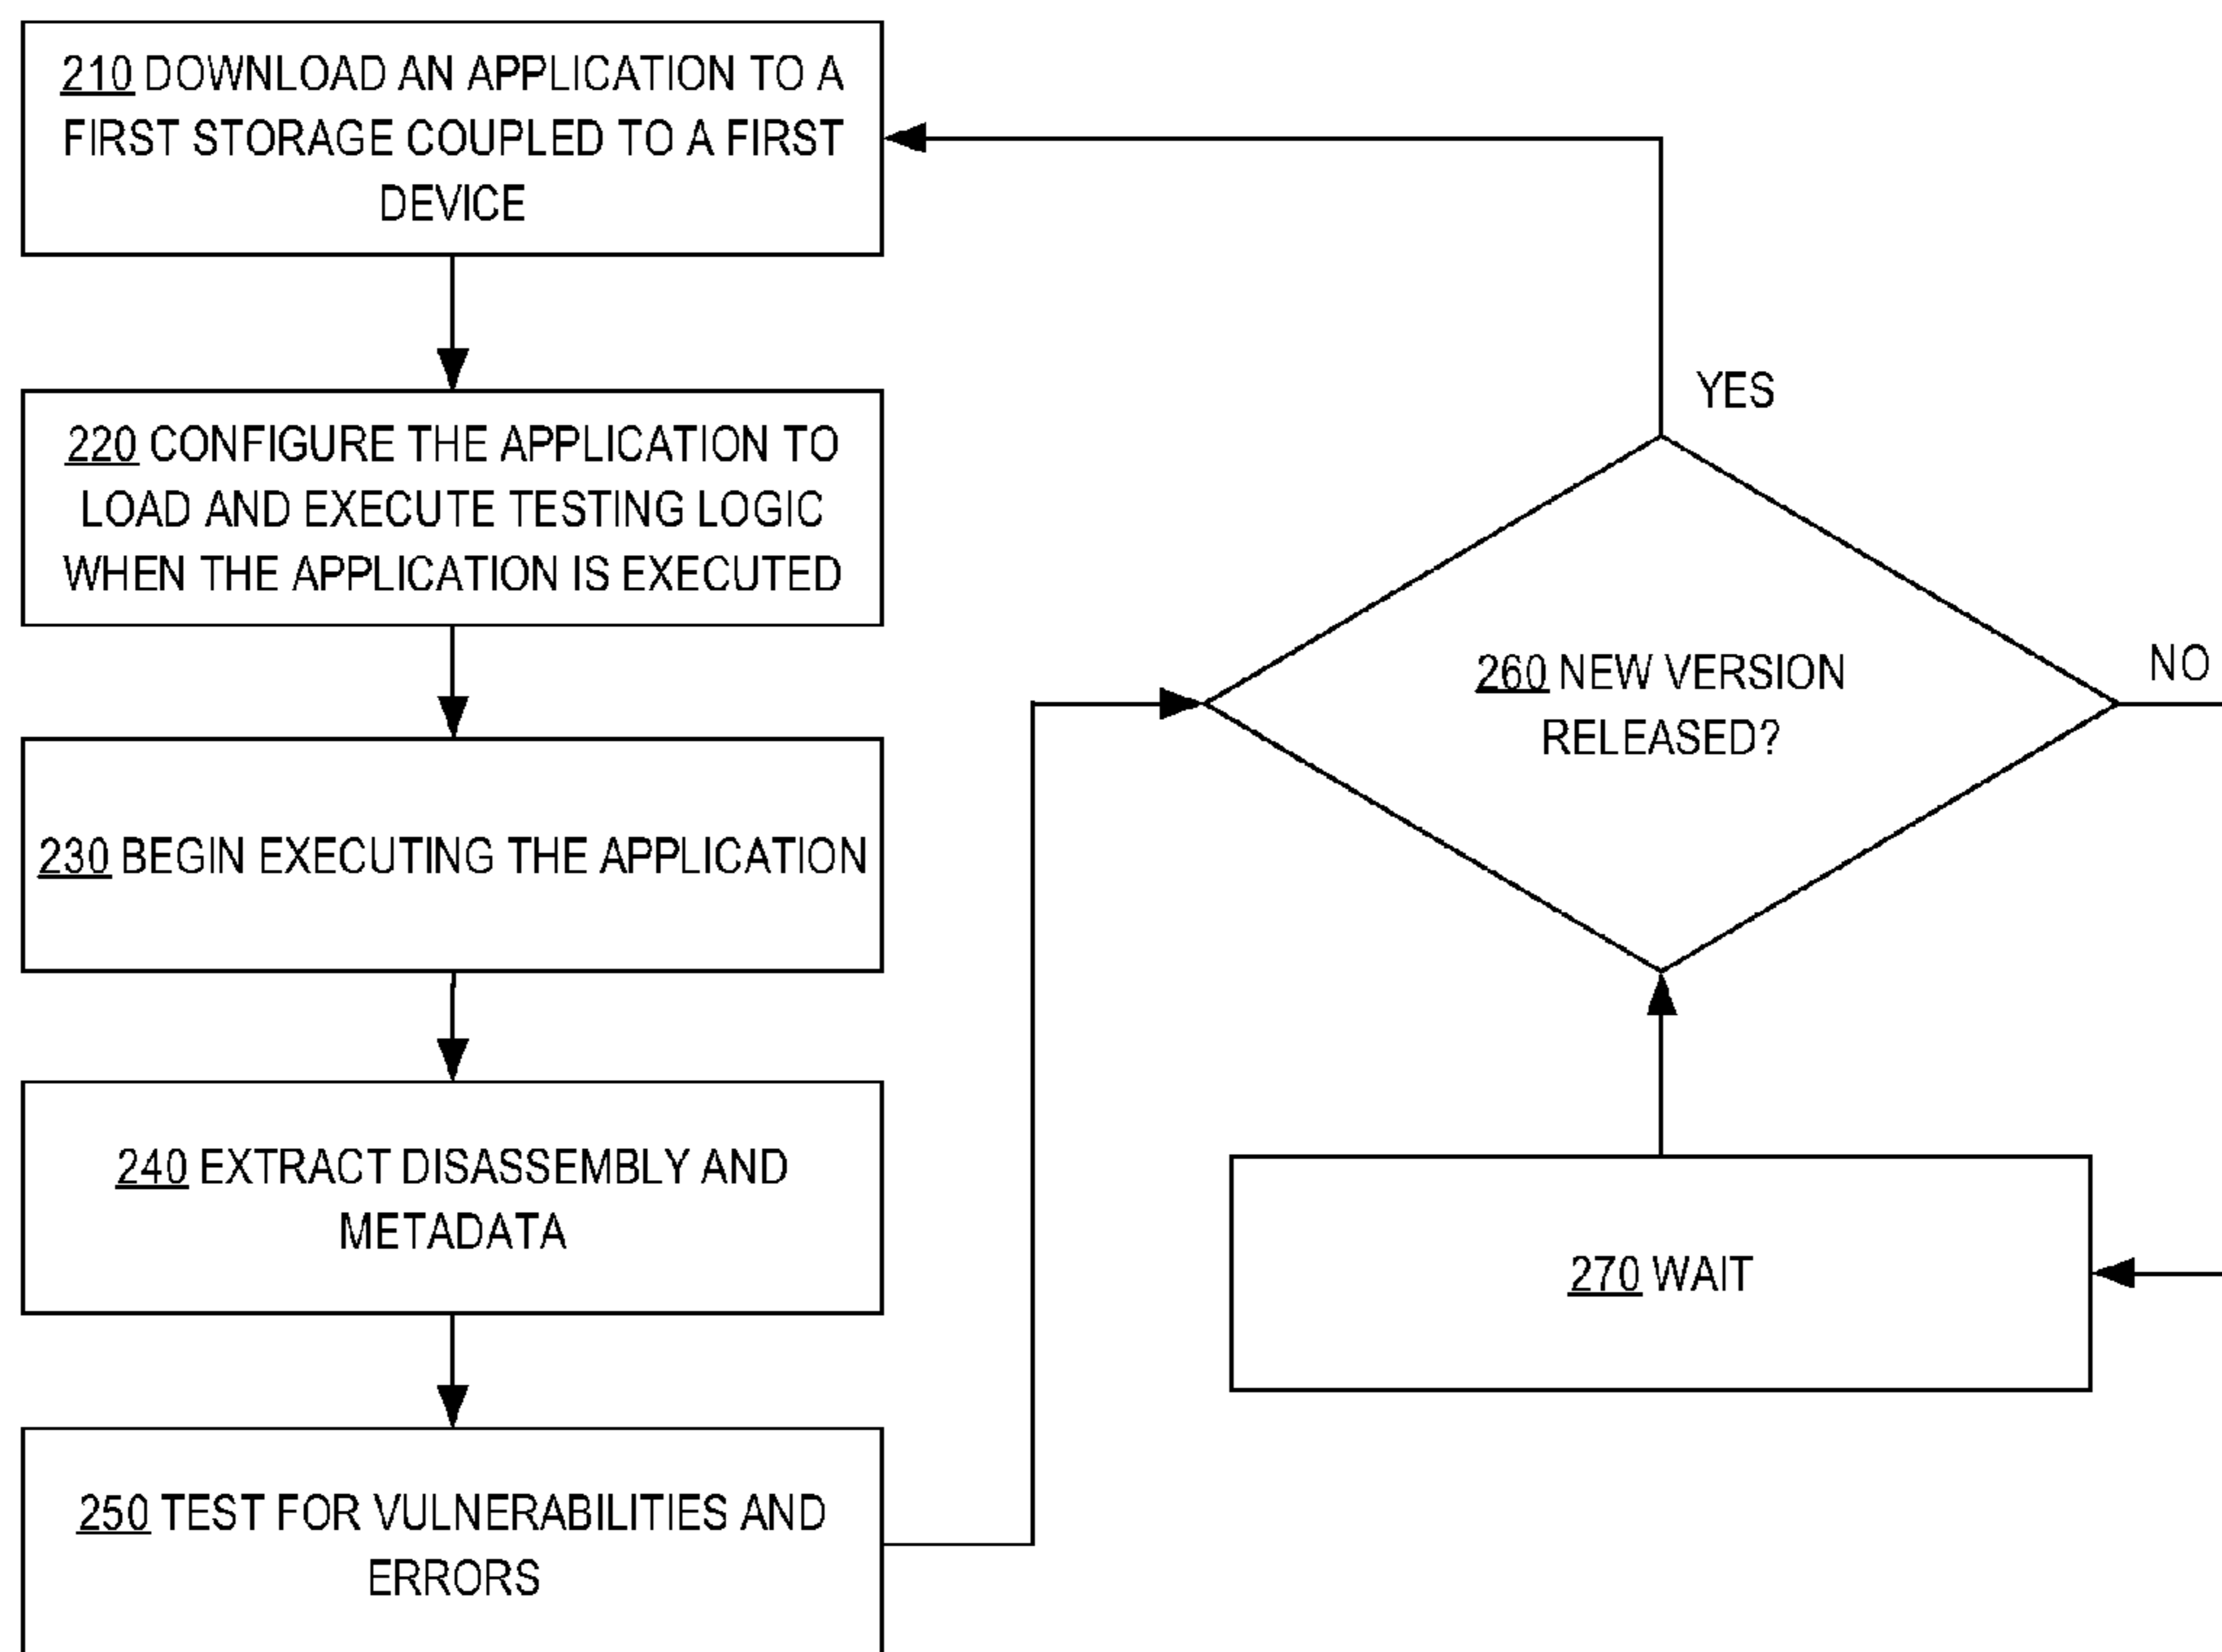 210 DOWNLOAD AN APPLICATION TO A
FIRST STORAGE COUPLED TO A FIRST
DEVICE
220 CONFIGURE THE APPLICATION TO
LOAD AND EXECUTE TESTING LOGIC
WHEN THE APPLICATION IS EXECUTED
230 BEGIN EXECUTING THE APPLICATION
240 EXTRACT DISASSEMBLY AND
METADATA
250 TEST FOR VULNERABILITIES AND
ERRORS
YES
260 NEW VERSION
RELEASED?
NO
270 WAIT